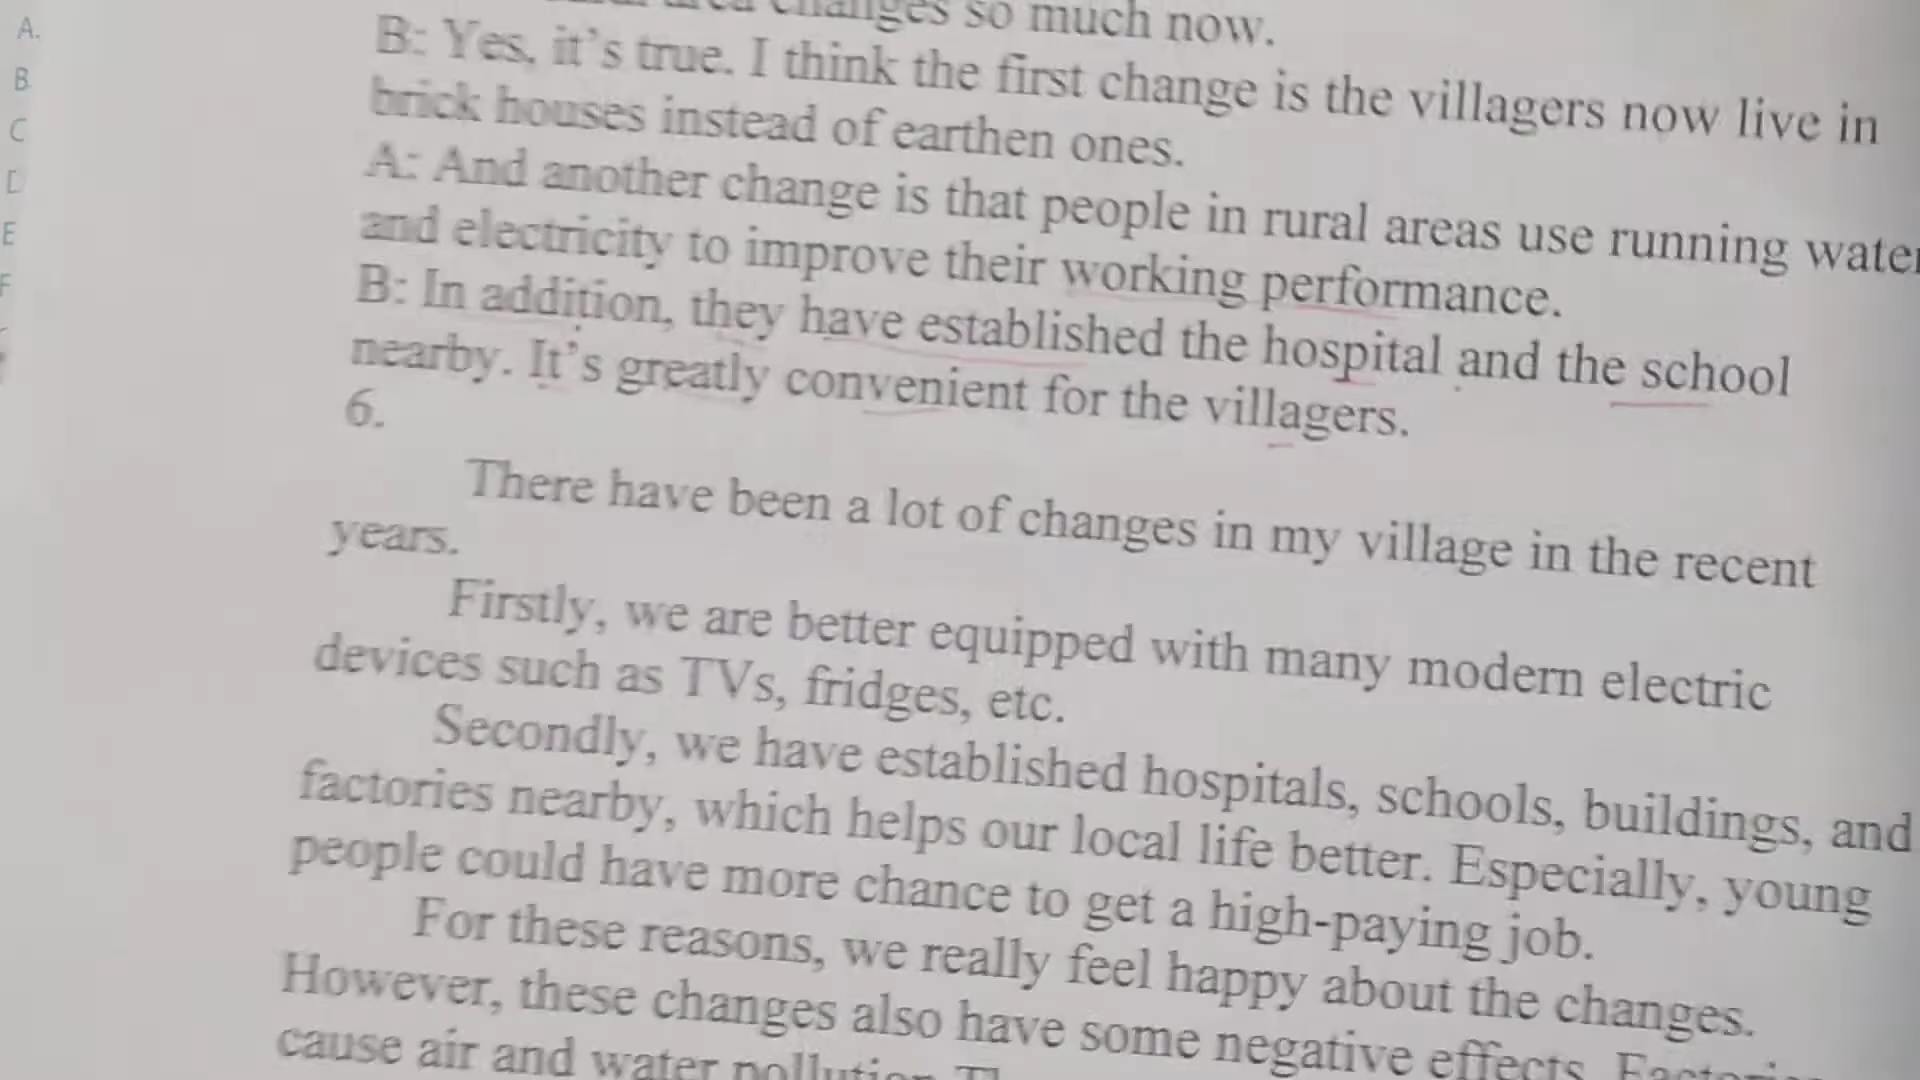 A.
B
C
D
E
F
changes so much now.
B: Yes, it's true. I think the first change is the villagers now live in
brick houses instead of earthen ones.
A: And another change is that people in rural areas use running water
and electricity to improve their working performance.
B: In addition, they have established the hospital and the school
nearby. It's greatly convenient for the villagers.
6.
There have been a lot of changes in my village in the recent
years.
Firstly, we are better equipped with many modern electric
devices such as TVs, fridges, etc.
Secondly, we have established hospitals, schools, buildings, and
factories nearby, which helps our local life better. Especially, young
people could have more chance to get a high-paying job.
For these reasons, we really feel happy about the changes.
However, these changes also have some negative effects.
cause air and water pollution